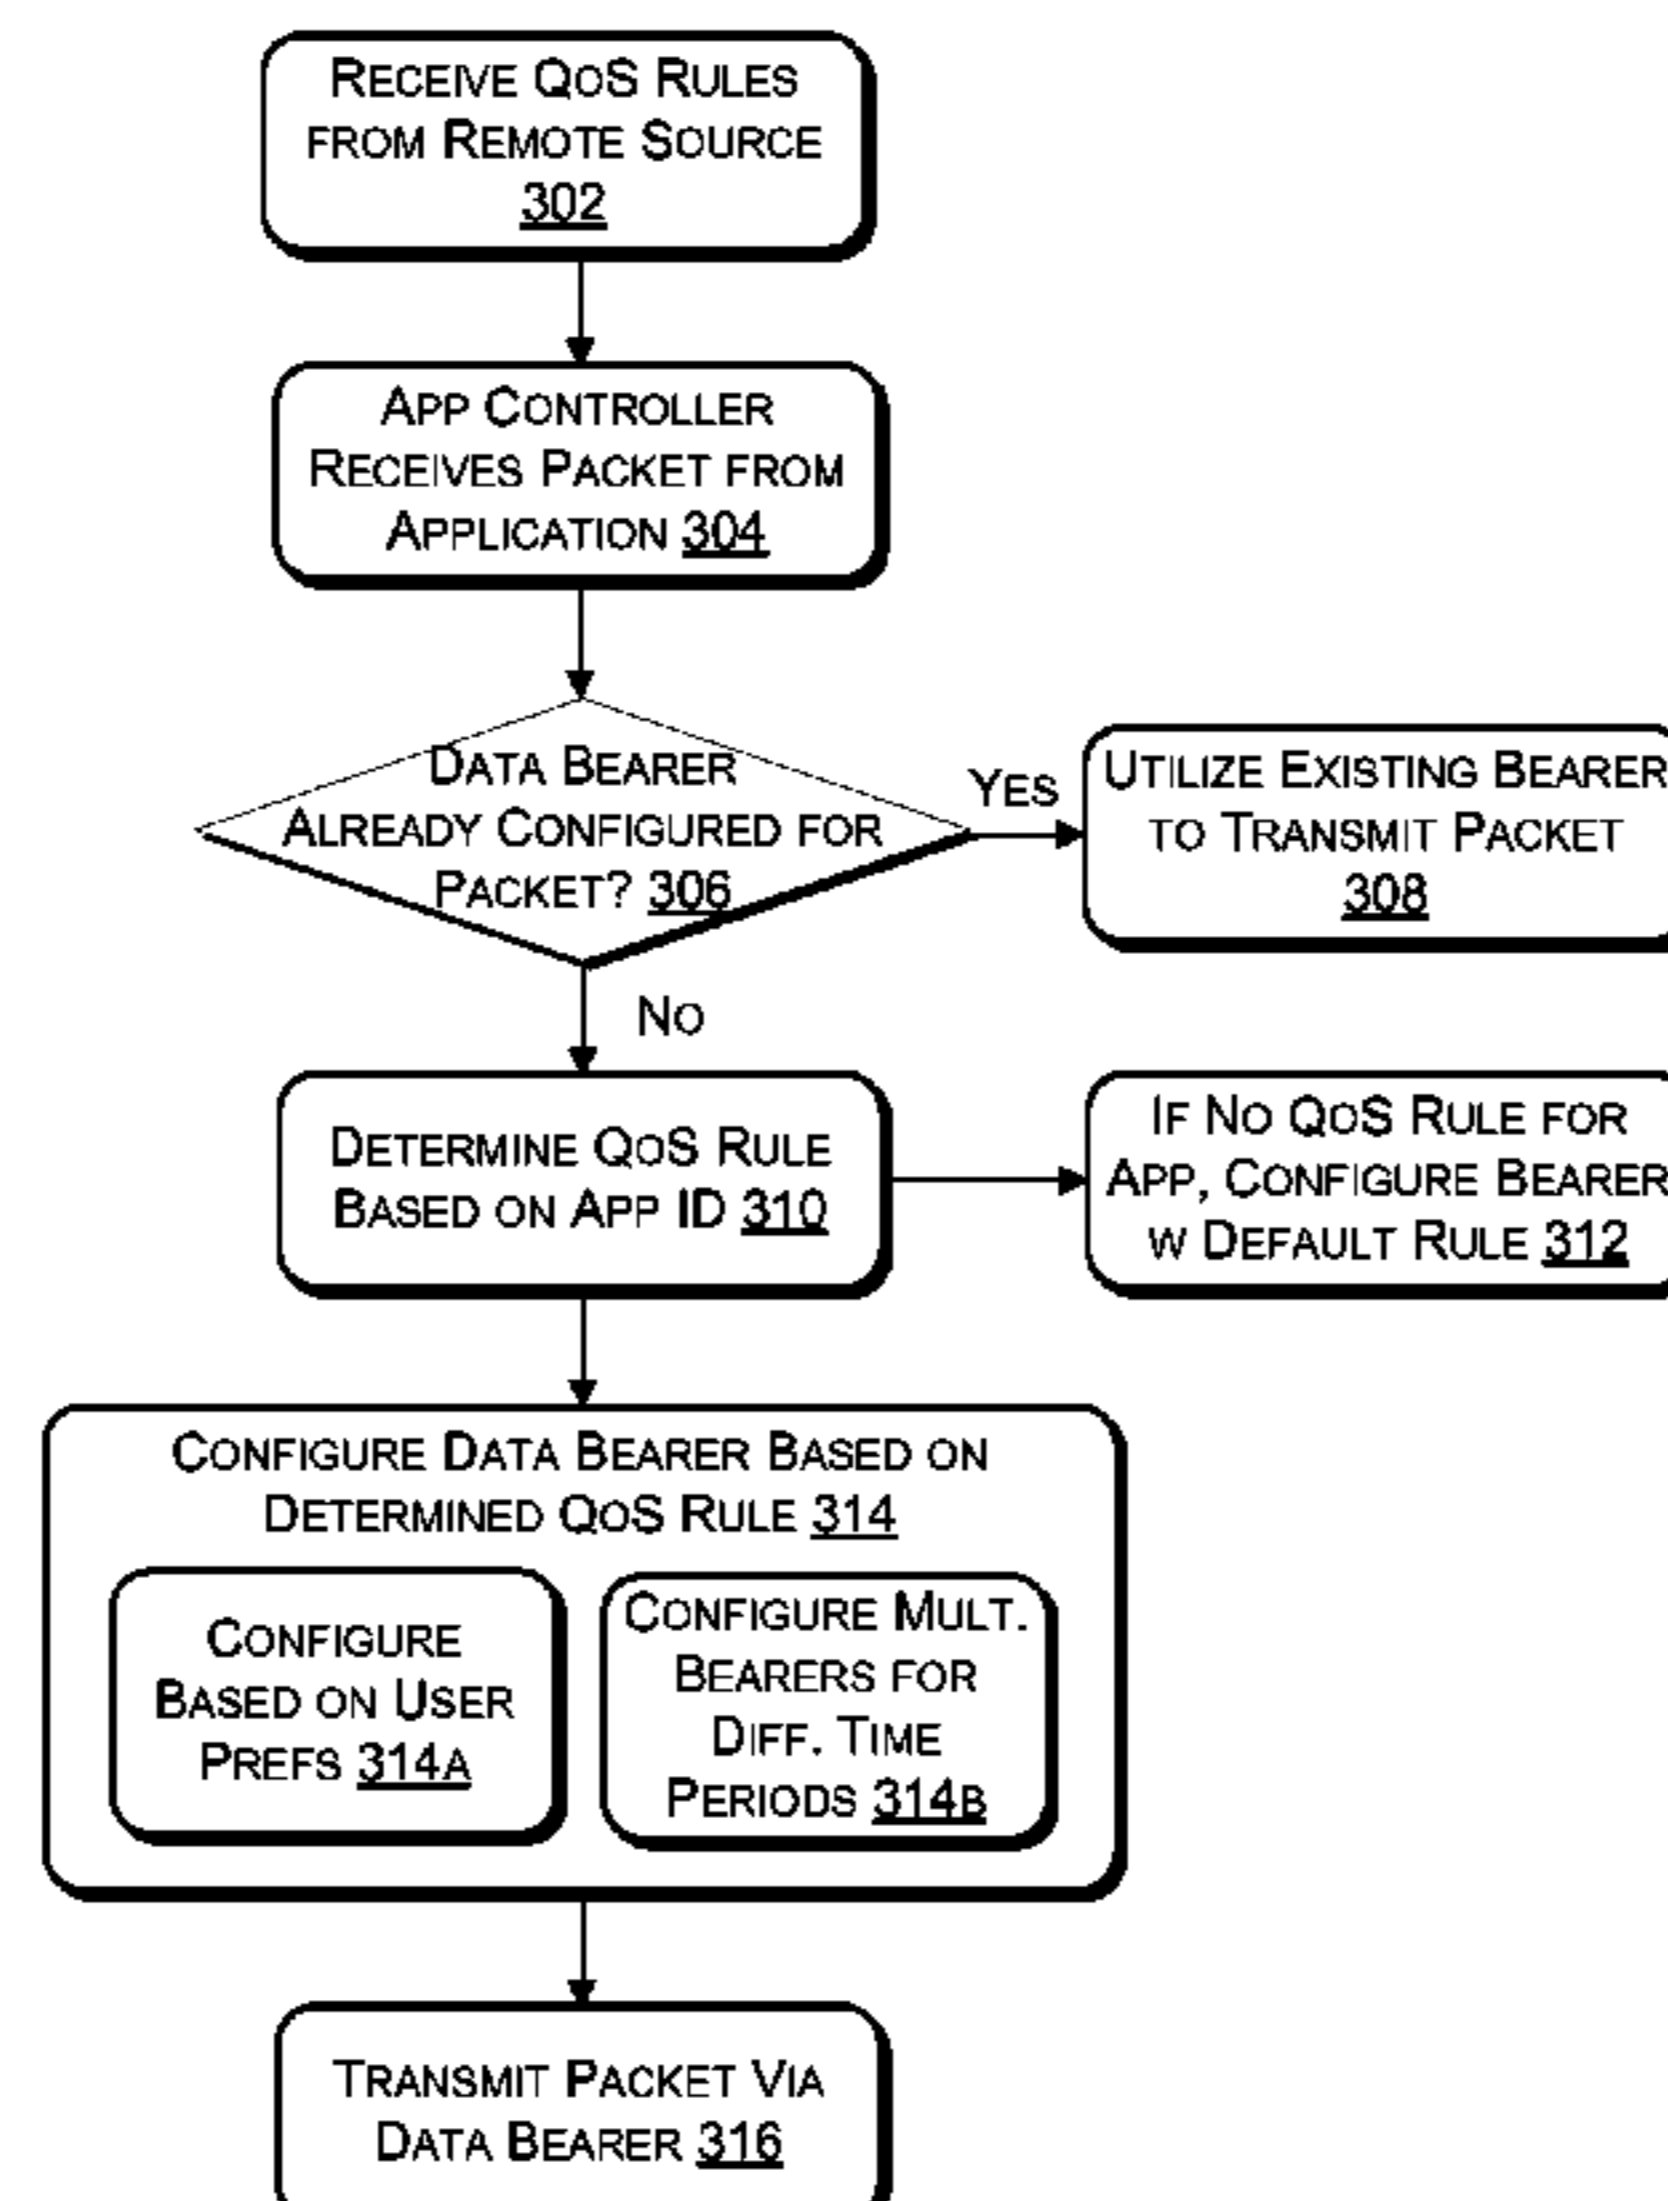 RECEIVE QOS RULES
FROM REMOTE SOURCE
302
APP CONTROLLER
RECEIVES PACKET FROM
APPLICATION 304
DATA BEARER
ALREADY CONFIGURED FOR
PACKET? 306
YES
UTILIZE EXISTING BEARER
TO TRANSMIT PACKET
308
NO
DETERMINE QOS RULE
BASED ON APP ID 310
IF NO QOS RULE FOR
APP, CONFIGURE BEARER
W DEFAULT RULE 312
CONFIGURE DATA BEARER BASED ON
DETERMINED QOS RULE 314
CONFIGURE
BASED ON USER
PREFS 314A
CONFIGURE MULT.
BEARERS FOR
DIFF. TIME
PERIODS 314B
TRANSMIT PACKET VIA
DATA BEARER 316